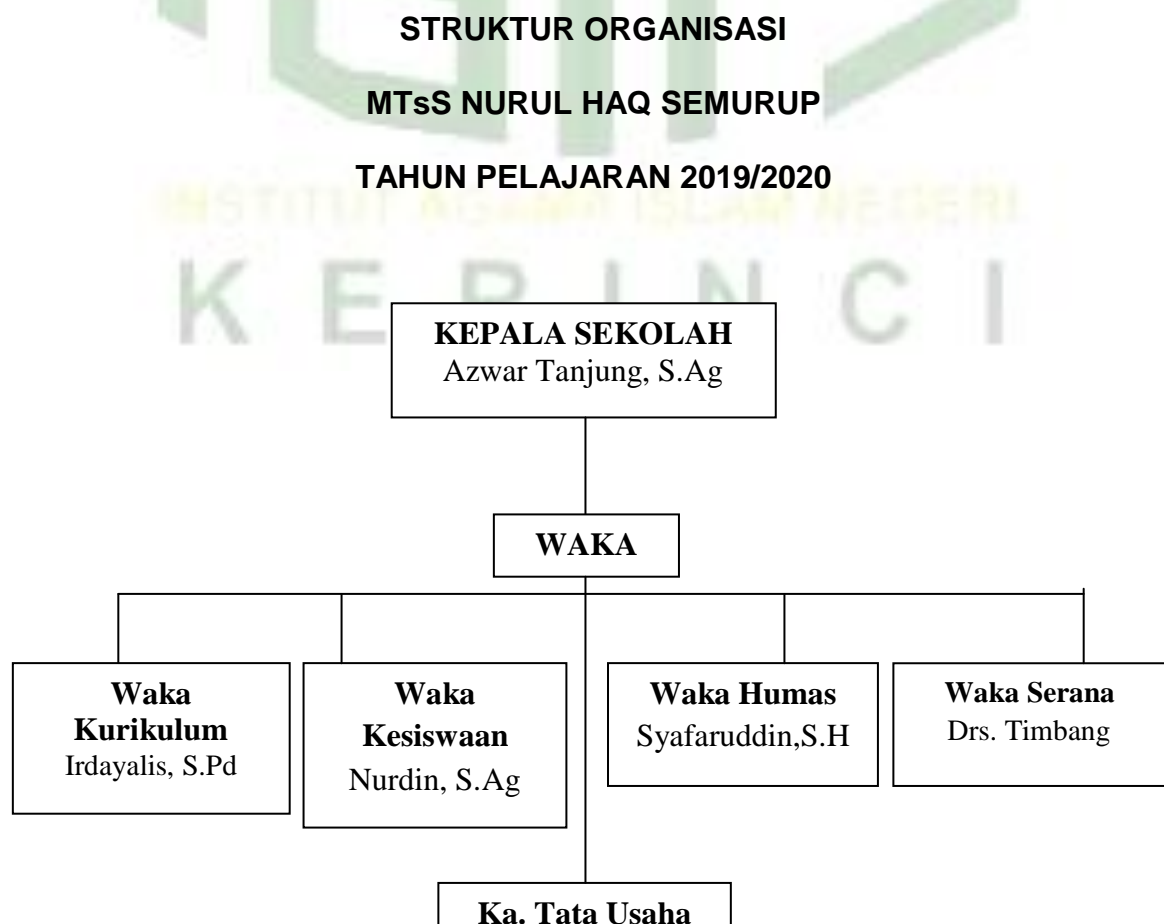 STRUKTUR ORGANISASI
MTsS NURUL HAQ SEMURUP
TAHUN PELAJARAN 2019/2020
INSTITUT AGAMA ISLAM NEGERI
KERINCI
KEPALA SEKOLAH
Azwar Tanjung, S.Ag
WAKA
Waka
Kurikulum
Irdayalis, S.Pd
Waka
Kesiswaan
Nurdin, S.Ag
Waka Humas
Syafaruddin,S.H
Waka Serana
Drs. Timbang
Ka. Tata Usaha